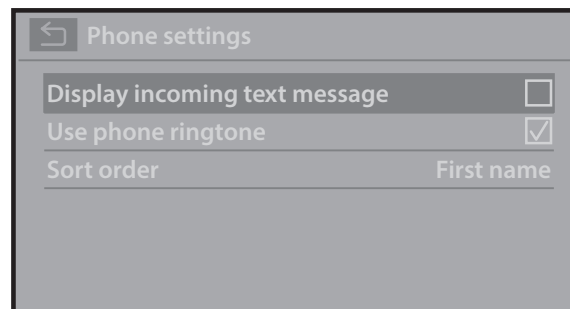 Phone settings
Display incoming text message
Use phone ringtone
Sort order First name